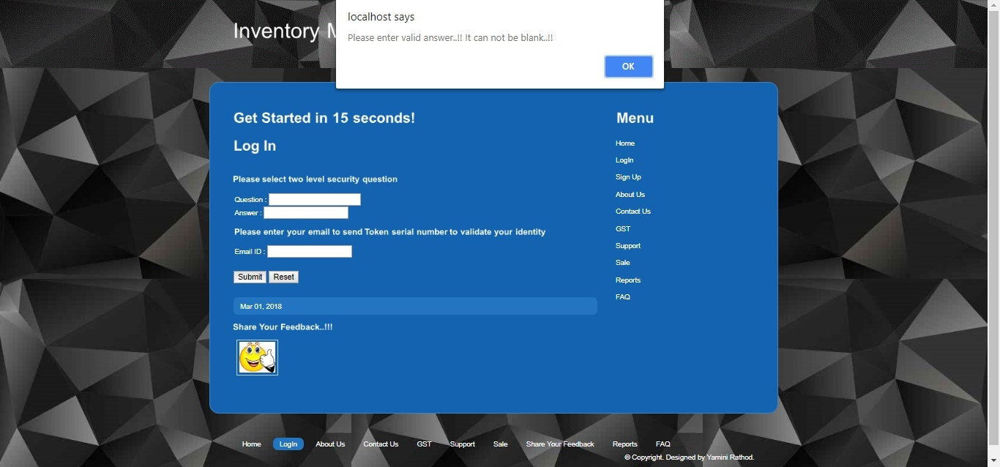 localhost says
Please enter valid answer..!! It can not be blank..!!
OK
Inventory
Get Started in 15 seconds!
Log In
Please select two level security question
Question :
Answer :
Please enter your email to send Token serial number to validate your identity
Email ID :
Submit Reset
Mar 01, 2018
Share Your Feedback..!!!
Menu
Home
LogIn
Sign Up
About Us
Contact Us
GST
Support
Sale
Reports
FAQ
Home LogIn About Us Contact Us GST Support Sale Share Your Feedback Reports FAQ
© Copyright. Designed by Yamini Rathod.